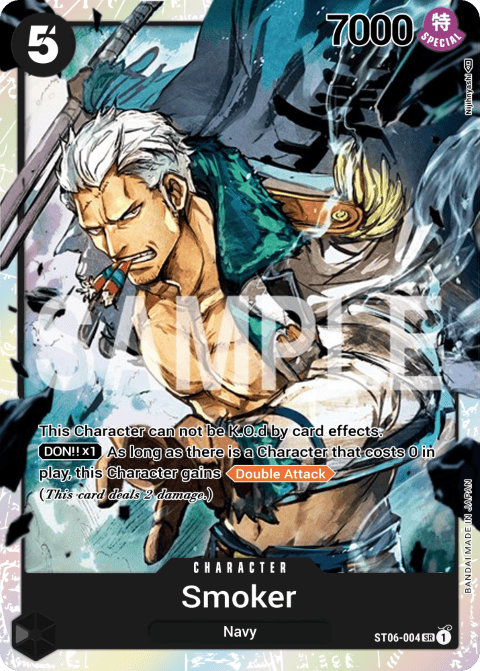 5
7000
特
SPECIAL
Nijihayashi
SAMPLE
This Character can not be K.O.d by card effects.
DON!! x1 As long as there is a Character that costs 0 in
play, this Character gains Double Attack
(This card deals 2 damage.)
BANDAI MADE IN JAPAN
CHARACTER
Smoker
Navy
ST06-004 SR 1